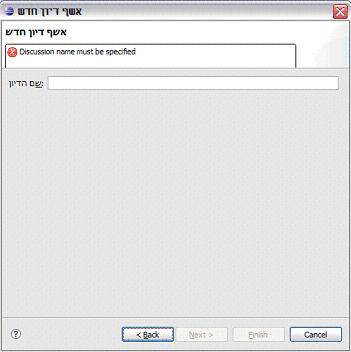 אשף דיון חדש
אשף דיון חדש
Discussion name must be specified
שם הדיון:
?
< Back
Next >
Finish
Cancel